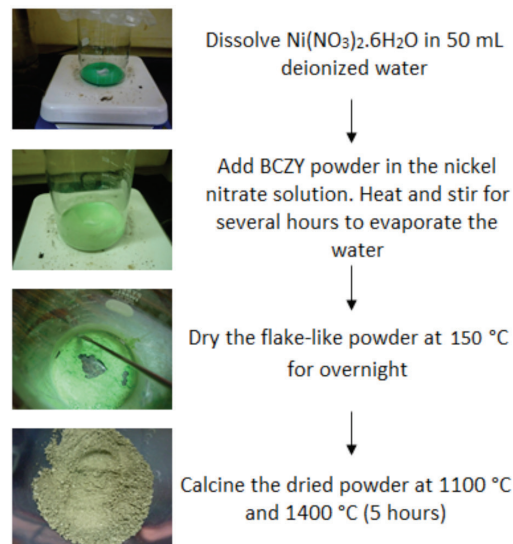 Dissolve Ni(NO₃)₂.6H₂O in 50 mL
deionized water
Add BCZY powder in the nickel
nitrate solution. Heat and stir for
several hours to evaporate the
water
Dry the flake-like powder at 150 °C
for overnight
Calcine the dried powder at 1100 °C
and 1400 °C (5 hours)